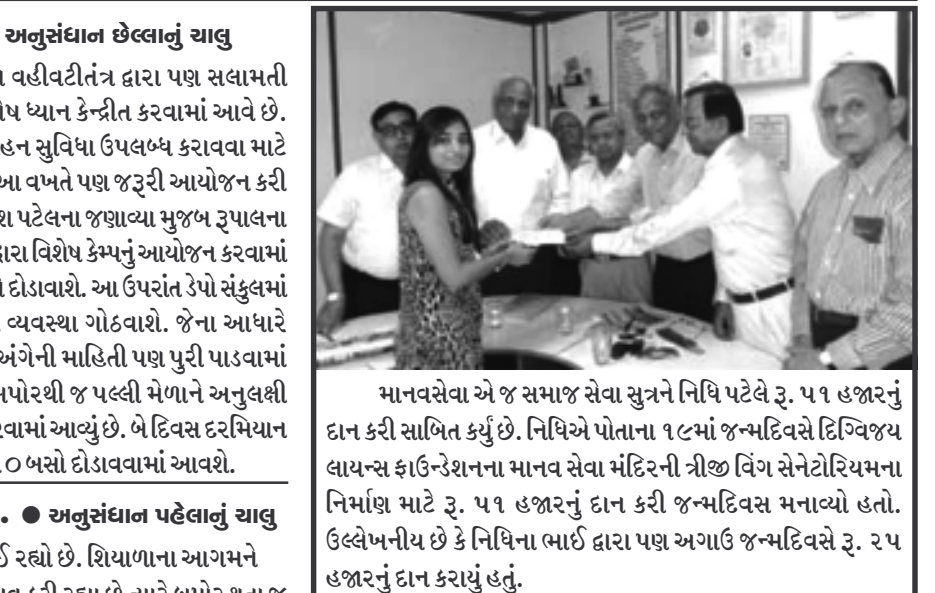 અનુસંધાન છેલ્લાનું ચાલુ
વહીવટીતંત્ર દ્વારા પણ સલામતી
ધ્યાન કેન્દ્રીત કરવામાં આવે છે.
સુવિધા ઉપલબ્ધ કરાવવા માટે
આ વખતે પણ જરૂરી આયોજન કરી
પટેલના જણાવ્યા મુજબ રૂપાલના
દ્વારા વિશેષ કેમ્પનું આયોજન કરવામાં
દોડાવાશે. આ ઉપરાંત ડેપો સંકુલમાં
વ્યવસ્થા ગોઠવાશે. જેના આધારે
અંગેની માહિતી પણ પુરી પાડવામાં
જ પલ્લી મેળાને અનુલક્ષી
આવ્યું છે. બે દિવસ દરમિયાન
બસો દોડાવવામાં આવશે.
. ● અનુસંધાન પહેલાનું ચાલુ
રહ્યો છે. શિયાળાના આગમને
માનવસેવા એ જ સમાજ સેવા સુત્રને નિધિ પટેલે રૂ. ૫૧ હજારનું
દાન કરી સાબિત કર્યું છે. નિધિએ પોતાના ૧૯માં જન્મદિવસે દિગ્વિજય
લાયન્સ ફાઉન્ડેશનના માનવ સેવા મંદિરની ત્રીજી વિંગ સેનેટોરિયમના
નિર્માણ માટે રૂ. ૫૧ હજારનું દાન કરી જન્મદિવસ મનાવ્યો હતો.
ઉલ્લેખનીય છે કે નિધિના ભાઈ દ્વારા પણ અગાઉ જન્મદિવસે રૂ. ૨૫
હજારનું દાન કરાયું હતું.